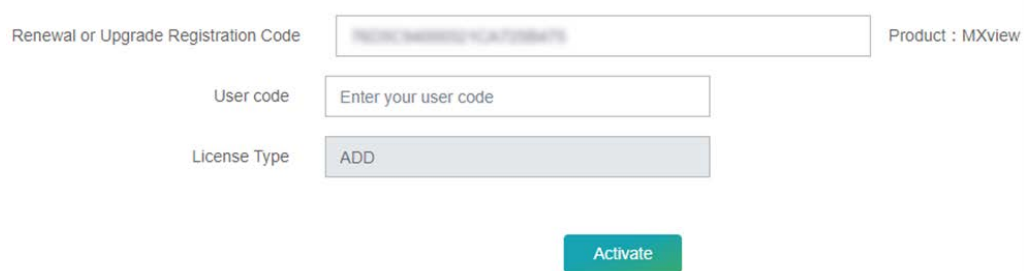 Renewal or Upgrade Registration Code Product : MXview
User code Enter your user code
License Type ADD
Activate